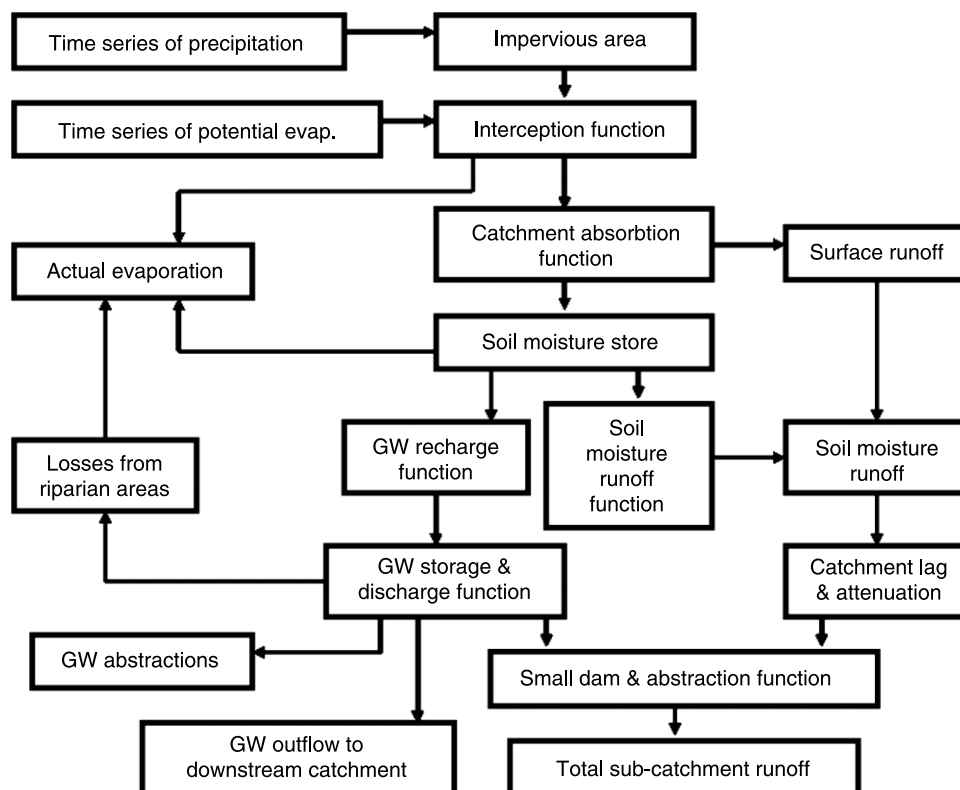 Time series of precipitation
Impervious area
Time series of potential evap.
Interception function
Catchment absorbtion
function
Surface runoff
Actual evaporation
Soil moisture store
GW recharge
function
Soil
moisture
runoff
function
Soil moisture
runoff
Losses from
riparian areas
GW storage &
discharge function
Catchment lag
& attenuation
GW abstractions
Small dam & abstraction function
GW outflow to
downstream catchment
Total sub-catchment runoff